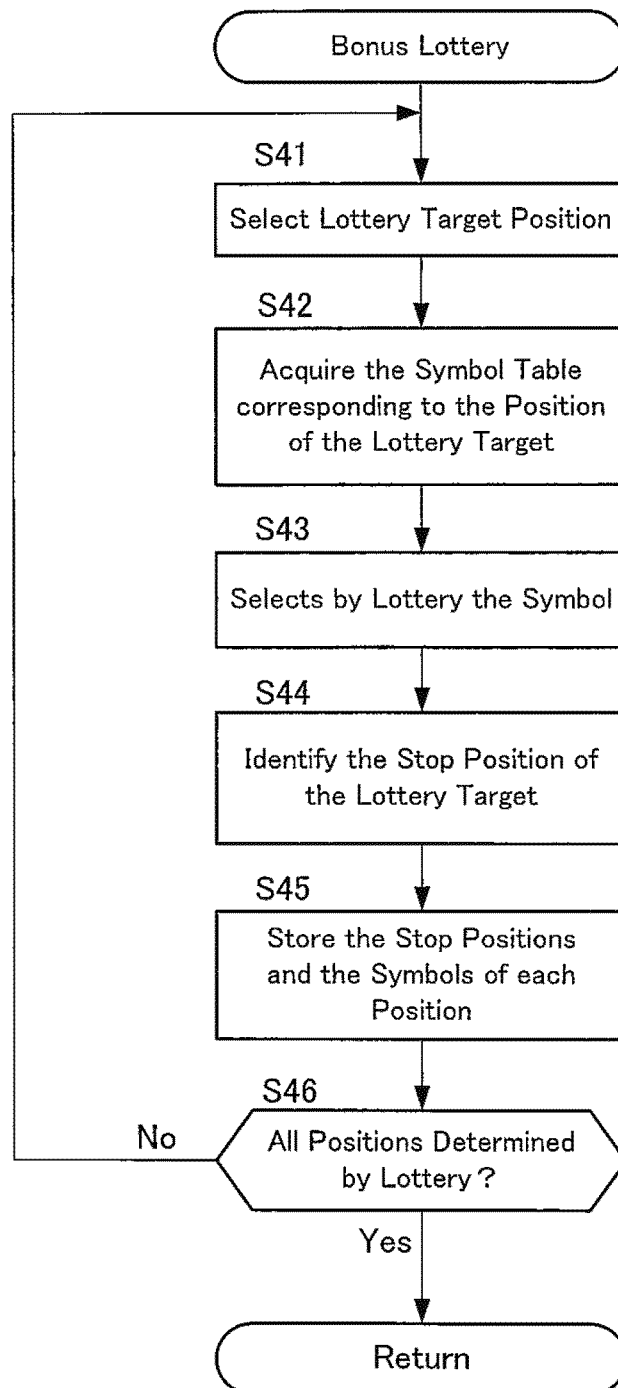 Bonus Lottery
S41
Select Lottery Target Position
S42
Acquire the Symbol Table
corresponding to the Position
of the Lottery Target
S43
Selects by Lottery the Symbol
S44
Identify the Stop Position of
the Lottery Target
S45
Store the Stop Positions
and the Symbols of each
Position
S46
No
All Positions Determined
by Lottery?
Yes
Return